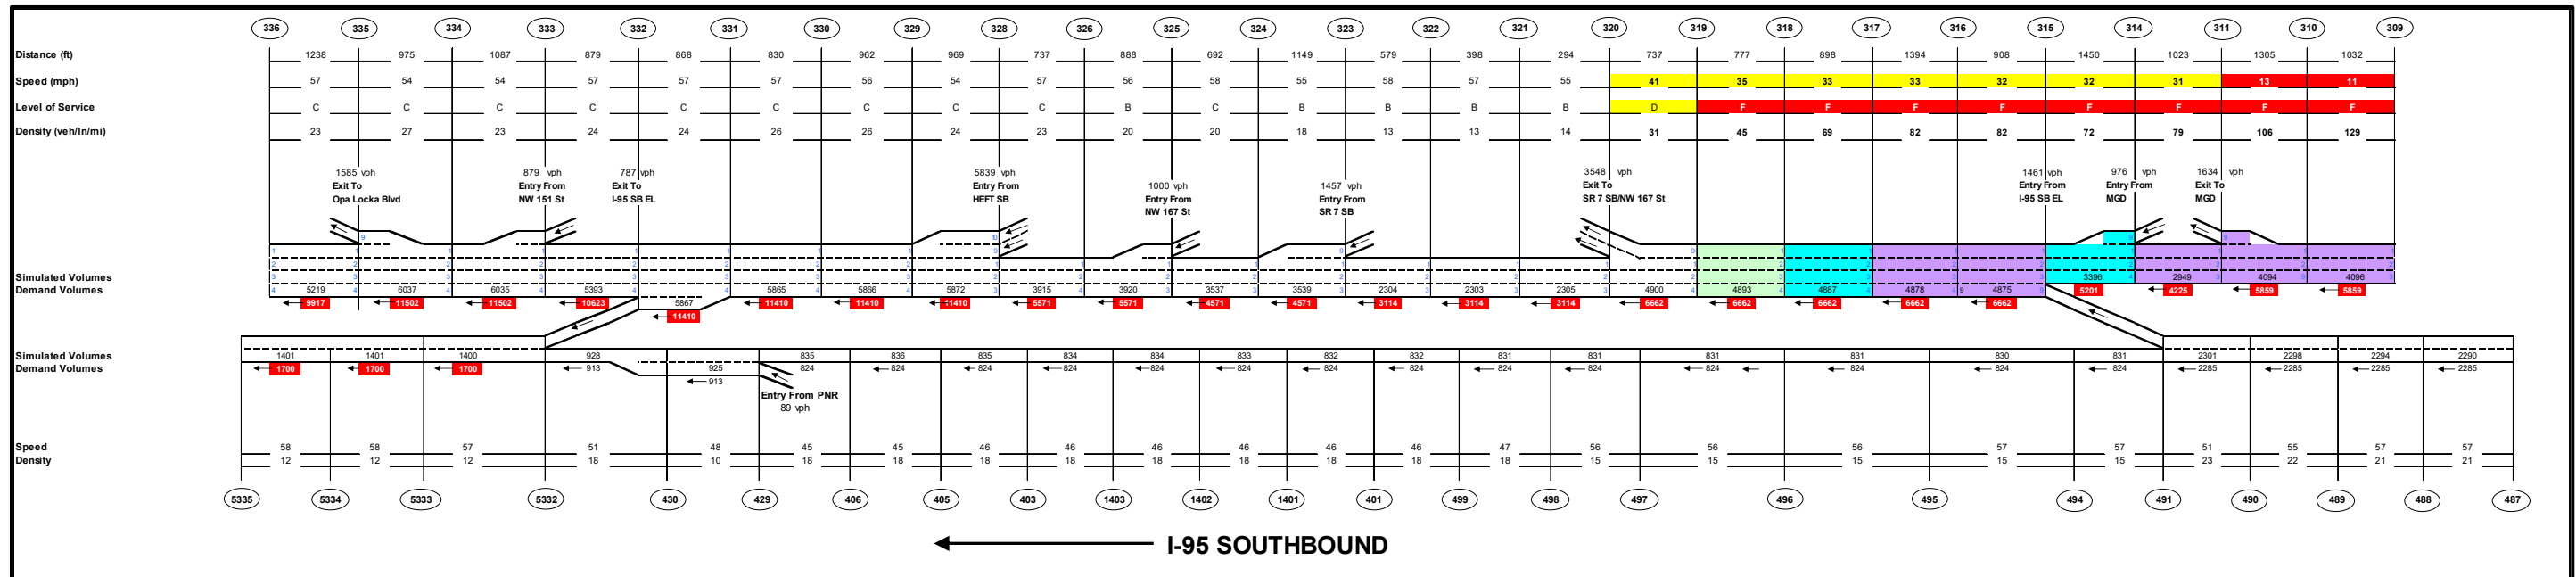 336 335 334 333 332 331 330 329 328 326 325 324 323 322 321 320 319 318 317 316 315 314 311 310 309
Distance (ft) 1238 975 1087 879 868 830 962 969 737 888 692 1149 579 398 294 737 777 898 1394 908 1450 1023 1305 1032
Speed (mph) 57 54 54 57 57 57 56 54 57 56 58 55 58 57 55 41 35 33 33 32 32 31 13 11
Level of Service C C C C C C C C C B C B B B B D F F F F F F F F
Density (veh/ln/mi) 23 27 23 24 24 26 26 24 23 20 20 18 13 13 14 31 45 69 82 82 72 79 106 129
1585 vph
Exit To
Opa Locka Blvd
879 vph
Entry From
NW 151 St
787 vph
Exit To
I-95 SB EL
5839 vph
Entry From
HEFT SB
1000 vph
Entry From
NW 167 St
1457 vph
Entry From
SR 7 SB
3548 vph
Exit To
SR 7 SB/NW 167 St
1461 vph
Entry From
I-95 SB EL
976 vph
Entry From
MGD
1634 vph
Exit To
MGD
Simulated Volumes 5219 6037 6035 5393 5867 5865 5866 5872 3915 3920 3537 3539 2304 2303 2305 4900 4893 4887 4878 4875 3396 2949 4094 4096
Demand Volumes 9917 11502 11502 10623 11410 11410 11410 11410 5571 5571 4571 4571 3114 3114 3114 6662 6662 6662 6662 6662 5201 4225 5859 5859
Simulated Volumes 1401 1401 1400 928 925 835 836 835 834 834 833 832 832 831 831 831 831 830 831 2301 2298 2294 2290
Demand Volumes 1700 1700 1700 913 913 824 824 824 824 824 824 824 824 824 824 824 824 824 824 2285 2285 2285 2285
Entry From PNR
89 vph
Speed 58 58 57 51 48 45 45 46 46 46 46 46 46 47 56 56 56 57 57 51 55 57 57
Density 12 12 12 18 10 18 18 18 18 18 18 18 18 18 15 15 15 15 15 23 22 21 21
5335 5334 5333 5332 430 429 406 405 403 1403 1402 1401 401 499 498 497 496 495 494 491 490 489 488 487
I-95 SOUTHBOUND